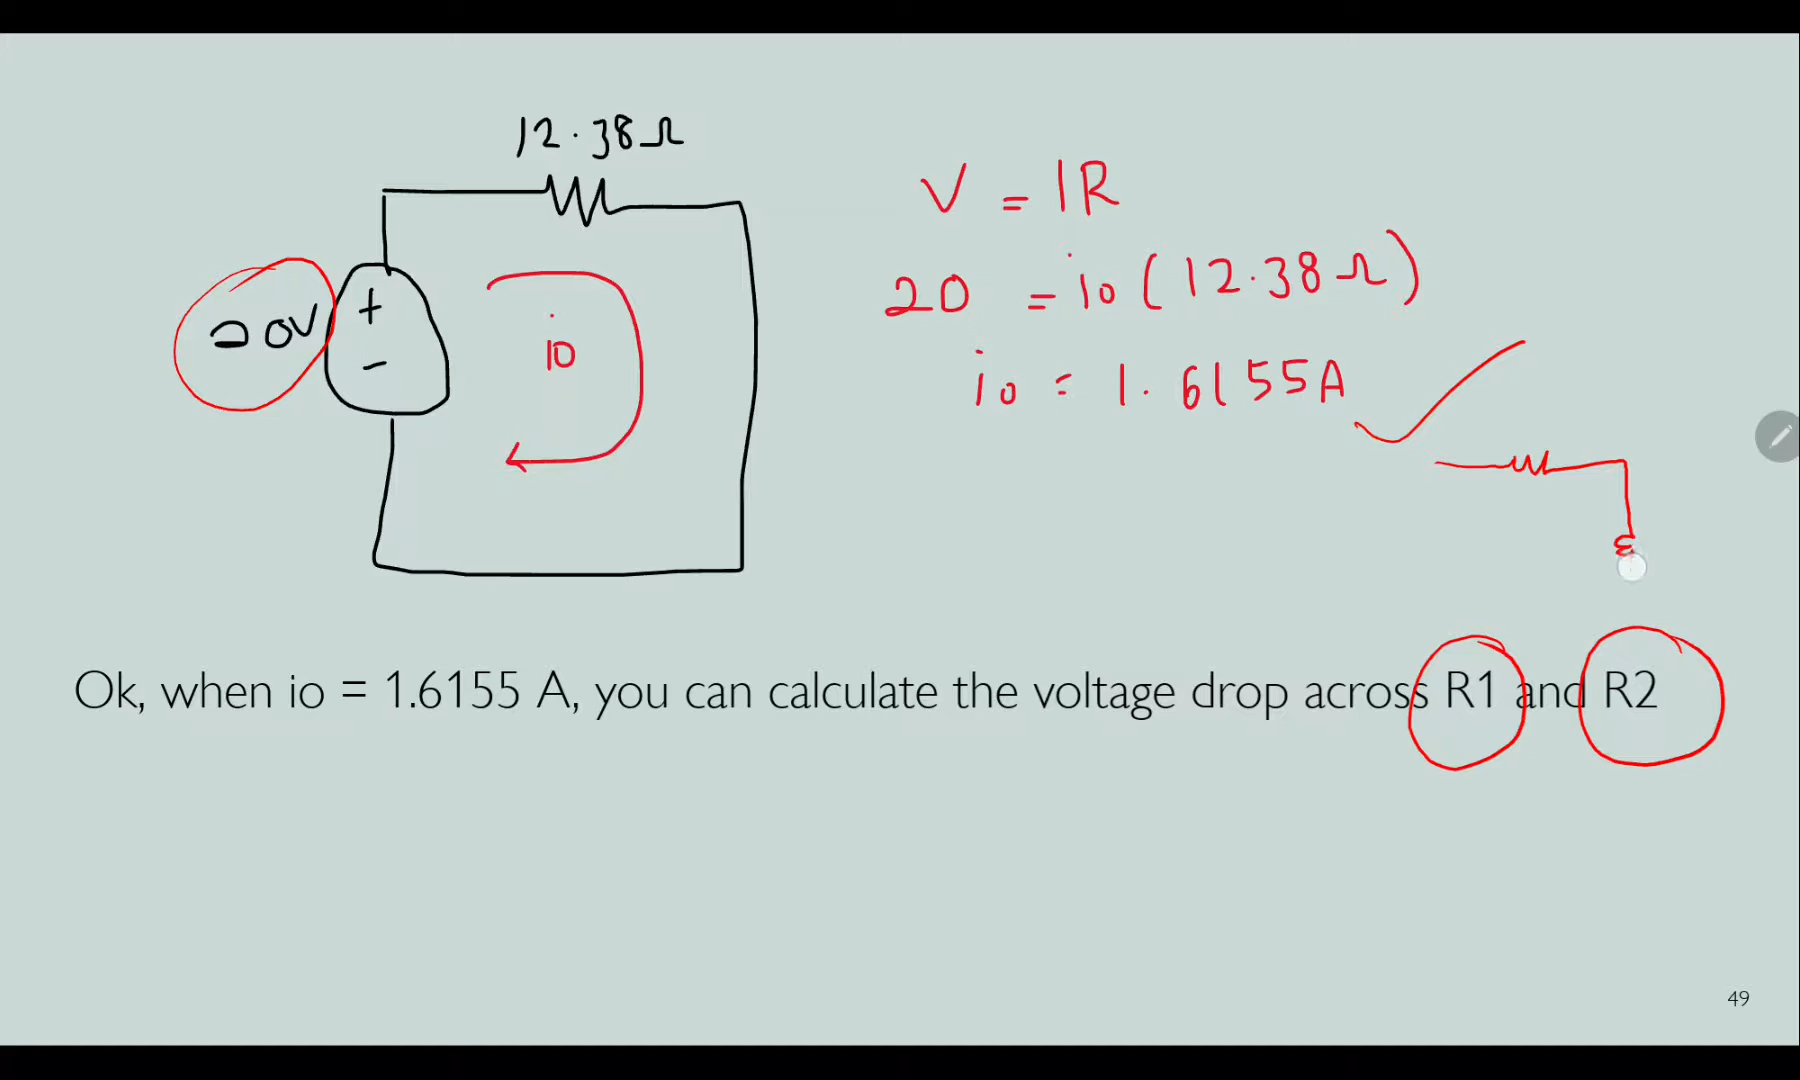 12.38Ω
20V
+
-
io
V = IR
20 = io (12.38Ω)
io = 1.6155A
Ok, when io = 1.6155 A, you can calculate the voltage drop across R1 and R2
49